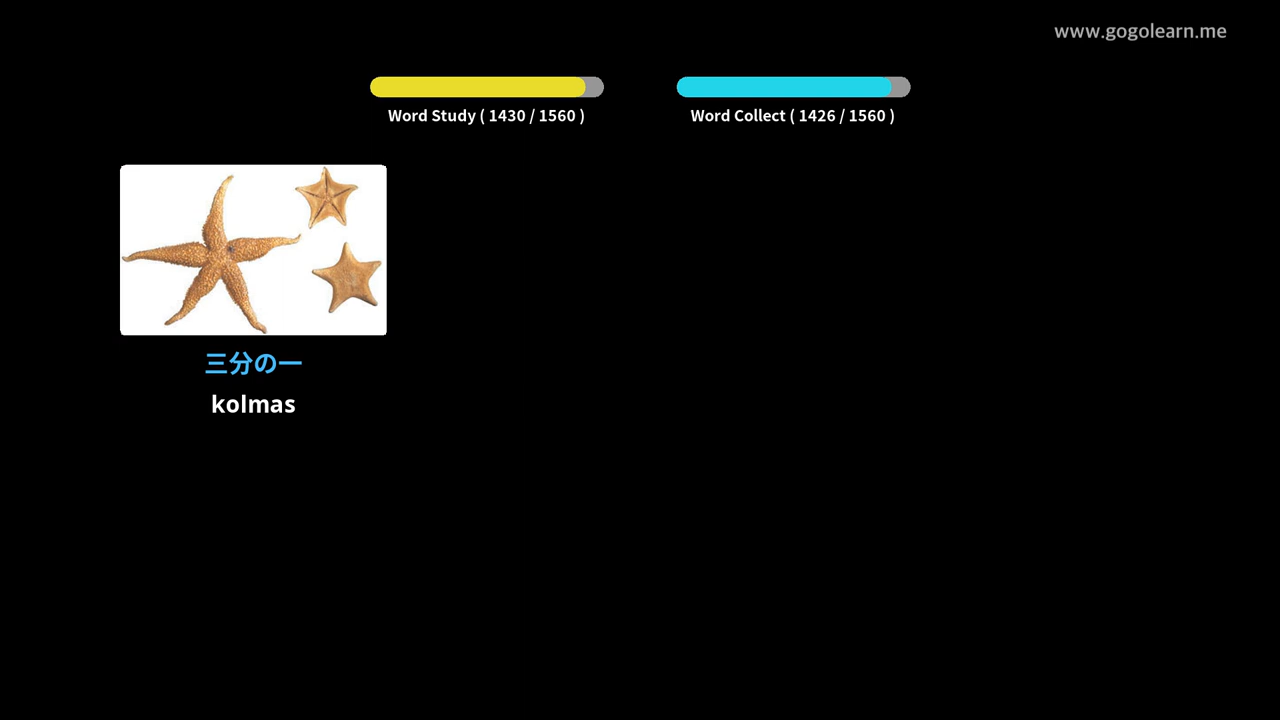 www.gogolearn.me
Word Study ( 1430 / 1560 )
Word Collect ( 1426 / 1560 )
三分の一
kolmas